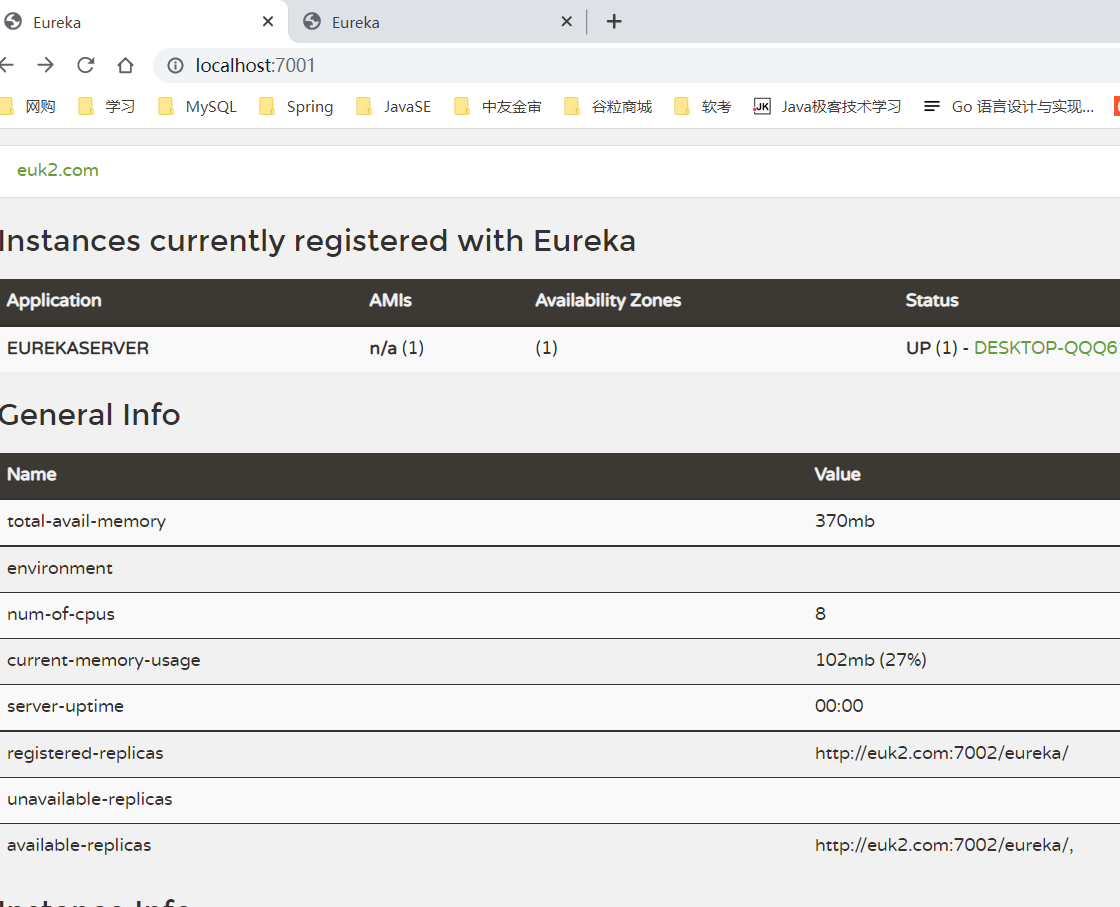 Eureka Eureka
localhost:7001
网购 学习 MySQL Spring JavaSE 中友金审 谷粒商城 软考 JK Java极客技术学习 Go 语言设计与实现...
euk2.com
Instances currently registered with Eureka
Application AMIs Availability Zones Status
EUREKASERVER n/a (1) (1) UP (1) - DESKTOP-QQQ6
General Info
Name Value
total-avail-memory 370mb
environment
num-of-cpus 8
current-memory-usage 102mb (27%)
server-uptime 00:00
registered-replicas http://euk2.com:7002/eureka/
unavailable-replicas
available-replicas http://euk2.com:7002/eureka/,
Instance Info